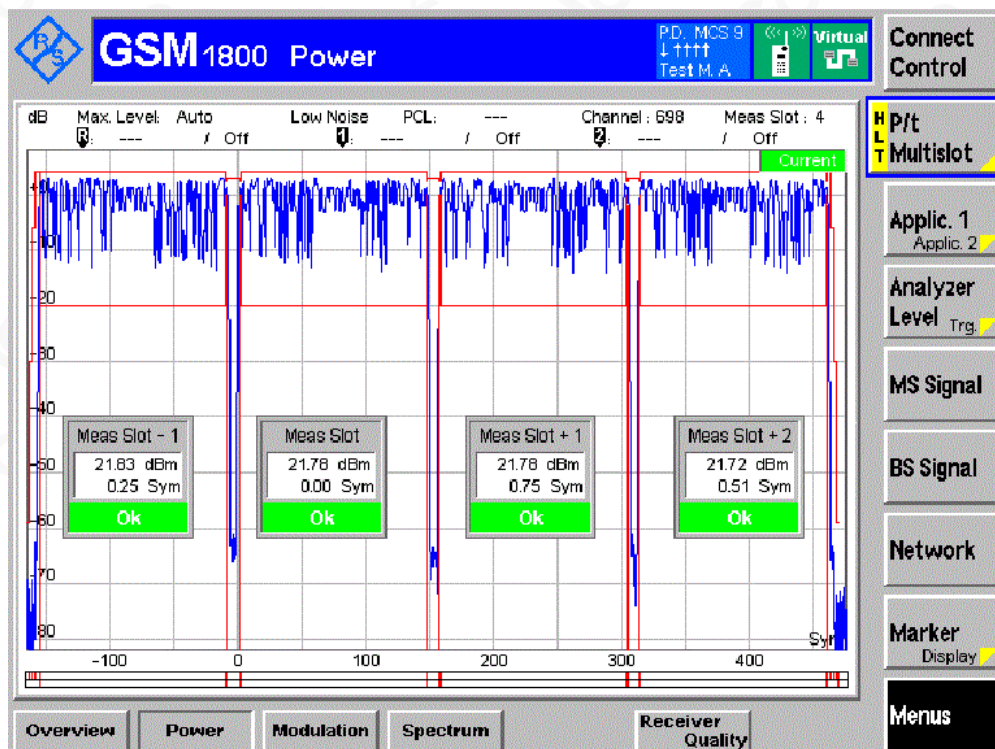 R/S
GSM 1800 Power
P.D. MCS 9
↓ ↑↑↑↑
Test M. A.
Virtual
Connect
Control
dB Max. Level: Auto Low Noise PCL: --- Channel : 698 Meas Slot : 4
R: --- / Off 1: --- / Off 2: --- / Off
Current
H L T
P/t
Multislot
Applic. 1
Applic. 2
Analyzer
Level Trg.
MS Signal
BS Signal
Network
Marker
Display
Menus
+0
-10
-20
-30
-40
-50
-60
-70
-80
Meas Slot - 1
21.83 dBm
0.25 Sym
Ok
Meas Slot
21.78 dBm
0.00 Sym
Ok
Meas Slot + 1
21.78 dBm
0.75 Sym
Ok
Meas Slot + 2
21.72 dBm
0.51 Sym
Ok
Sym
-100 0 100 200 300 400
Overview Power Modulation Spectrum Receiver
Quality